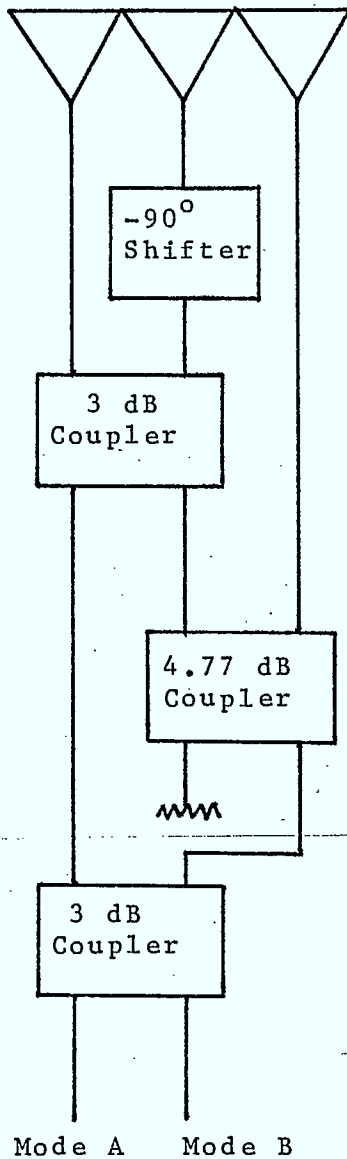 -90°
Shifter
3 dB
Coupler
4.77 dB
Coupler
3 dB
Coupler
Mode A Mode B